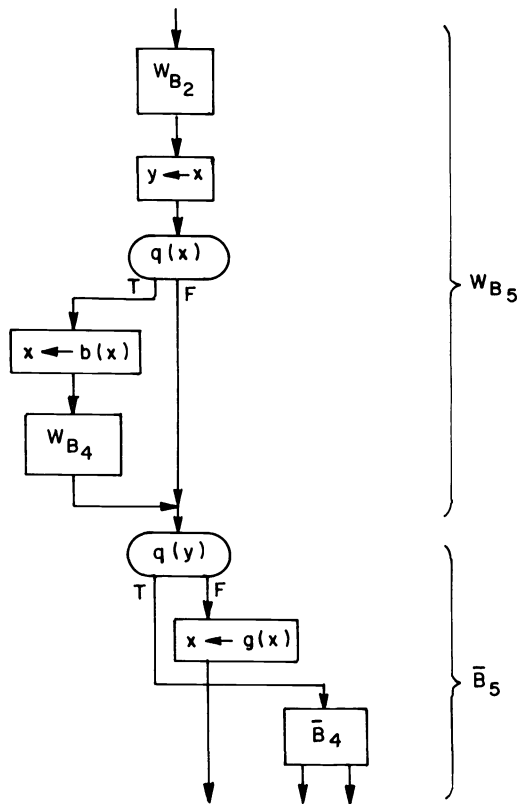 W_B₂
y ← x
q(x)
T F
W_B₅
x ← b(x)
W_B₄
q(y)
T F
x ← g(x)
B̅₅
B̅₄